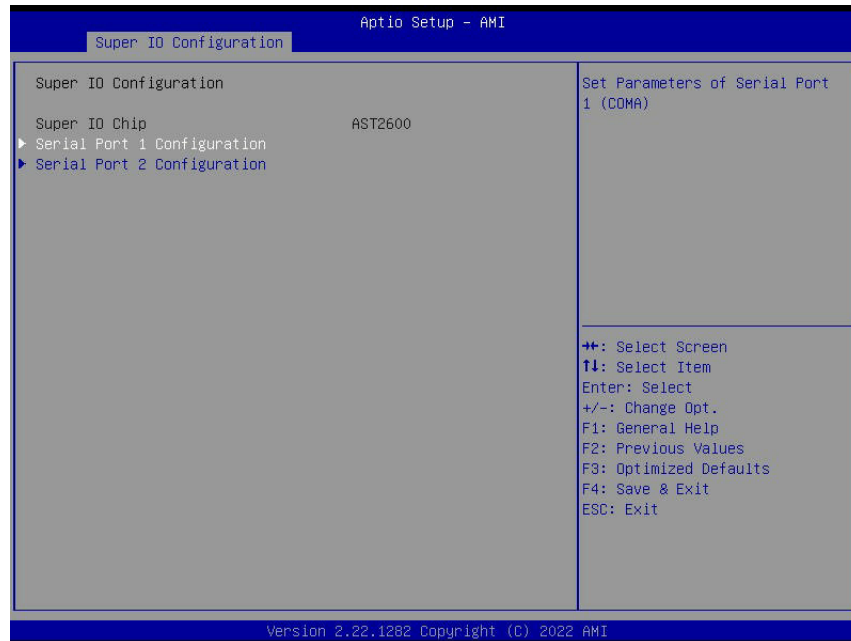 Aptio Setup – AMI
Super IO Configuration
Super IO Configuration
Super IO Chip AST2600
Serial Port 1 Configuration
Serial Port 2 Configuration
Set Parameters of Serial Port
1 (COMA)
→←: Select Screen
↑↓: Select Item
Enter: Select
+/-: Change Opt.
F1: General Help
F2: Previous Values
F3: Optimized Defaults
F4: Save & Exit
ESC: Exit
Version 2.22.1282 Copyright (C) 2022 AMI